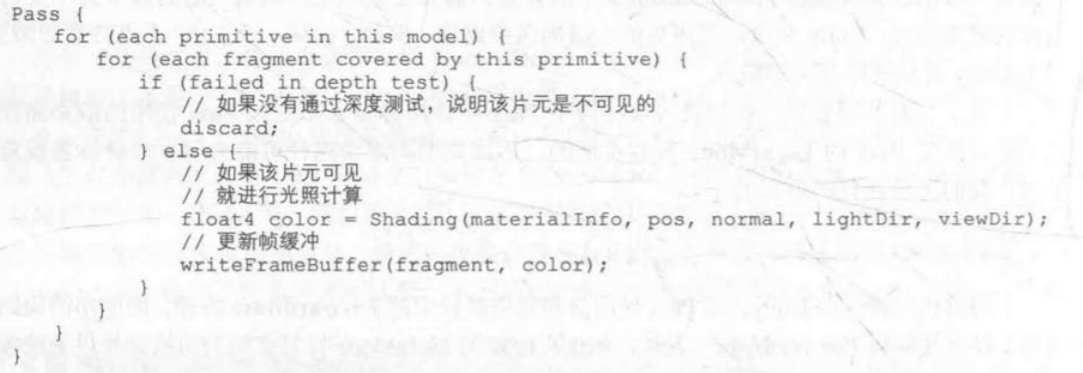 Pass {
for (each primitive in this model) {
for (each fragment covered by this primitive) {
if (failed in depth test) {
// 如果没有通过深度测试，说明该片元是不可见的
discard;
} else {
// 如果该片元可见
// 就进行光照计算
float4 color = Shading(materialInfo, pos, normal, lightDir, viewDir);
// 更新帧缓冲
writeFrameBuffer(fragment, color);
}
}
}
}